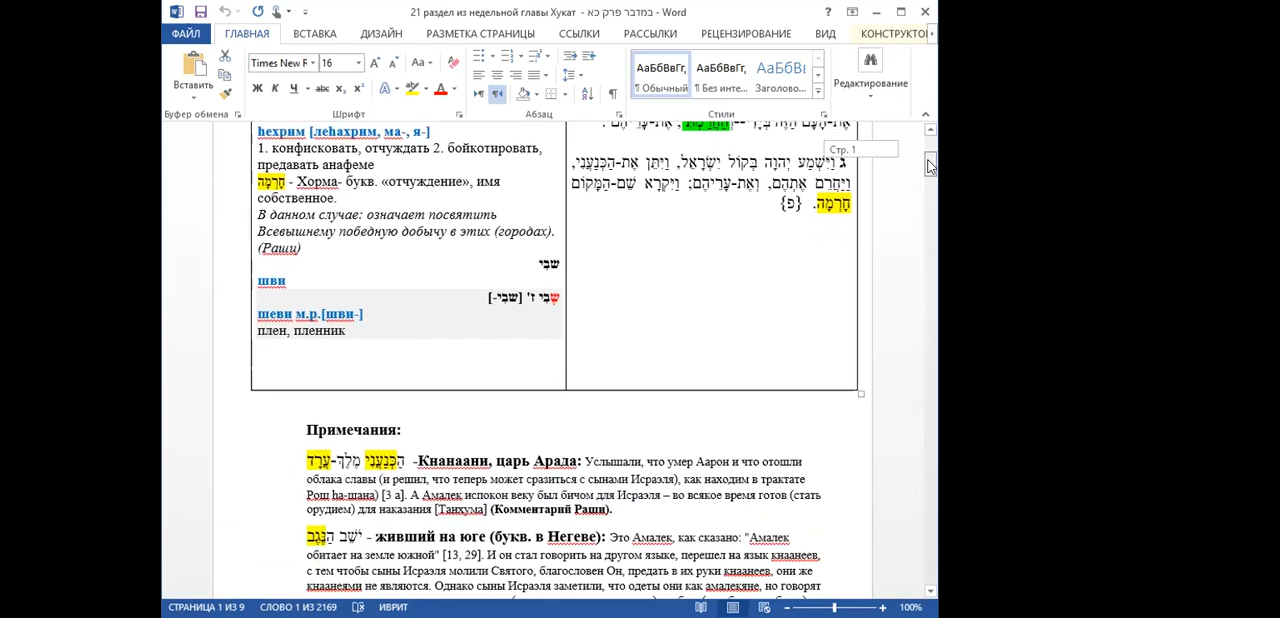 21 раздел из недельной главы Хукат - במדבר פרק כא - Word
ФАЙЛ ГЛАВНАЯ ВСТАВКА ДИЗАЙН РАЗМЕТКА СТРАНИЦЫ ССЫЛКИ РАССЫЛКИ РЕЦЕНЗИРОВАНИЕ ВИД КОНСТРУКТО
Times New R 16
АаБбВвГг, АаБбВвГг, АаБбВı
Вставить
¶ Обычный ¶ Без инте... Заголово...
Редактирование
Буфер обмена Шрифт Абзац Стили
Стр. 1
hехрим [леhахрим, ма-, я-]
1. конфисковать, отчуждать 2. бойкотировать,
предавать анафеме
חָרְמָה - Хорма- букв. «отчуждение», имя
собственное.
В данном случае: означает посвятить
Всевышнему победную добычу в этих (городах).
(Раши)
שבִי
шви
שֶבִי ז' [שבִי-]
шеви м.р.[шви-]
плен, пленник
ג וַיִּשְׁמַע יְהוָה בְּקוֹל יִשְׂרָאֵל, וַיִּתֵּן אֶת-הַכְּנַעֲנִי,
וַיַּחֲרֵם אֶתְהֶם, וְאֶת-עָרֵיהֶם; וַיִּקְרָא שֵׁם-הַמָּקוֹם
חָרְמָה. {פ}
Примечания:
הַכְּנַעֲנִי מֶלֶךְ-עֲרָד -Кнанаани, царь Арада: Услышали, что умер Аарон и что отошли
облака славы (и решил, что теперь может сразиться с сынами Исраэля), как находим в трактате
Рош hа-шана) [3 а]. А Амалек испокон веку был бичом для Исраэля – во всякое время готов (стать
орудием) для наказания [Танхума] (Комментарий Раши).
יֹשֵׁב הַנֶּגֶב - живший на юге (букв. в Негеве): Это Амалек, как сказано: "Амалек
обитает на земле южной" [13, 29]. И он стал говорить на другом языке, перешел на язык кнаанеев,
с тем чтобы сыны Исраэля молили Святого, благословен Он, предать в их руки кнаанеев, они же
кнаанеями не являются. Однако сыны Исраэля заметили, что одеты они как амалекяне, но говорят
СТРАНИЦА 1 ИЗ 9 СЛОВО 1 ИЗ 2169 ИВРИТ 100%